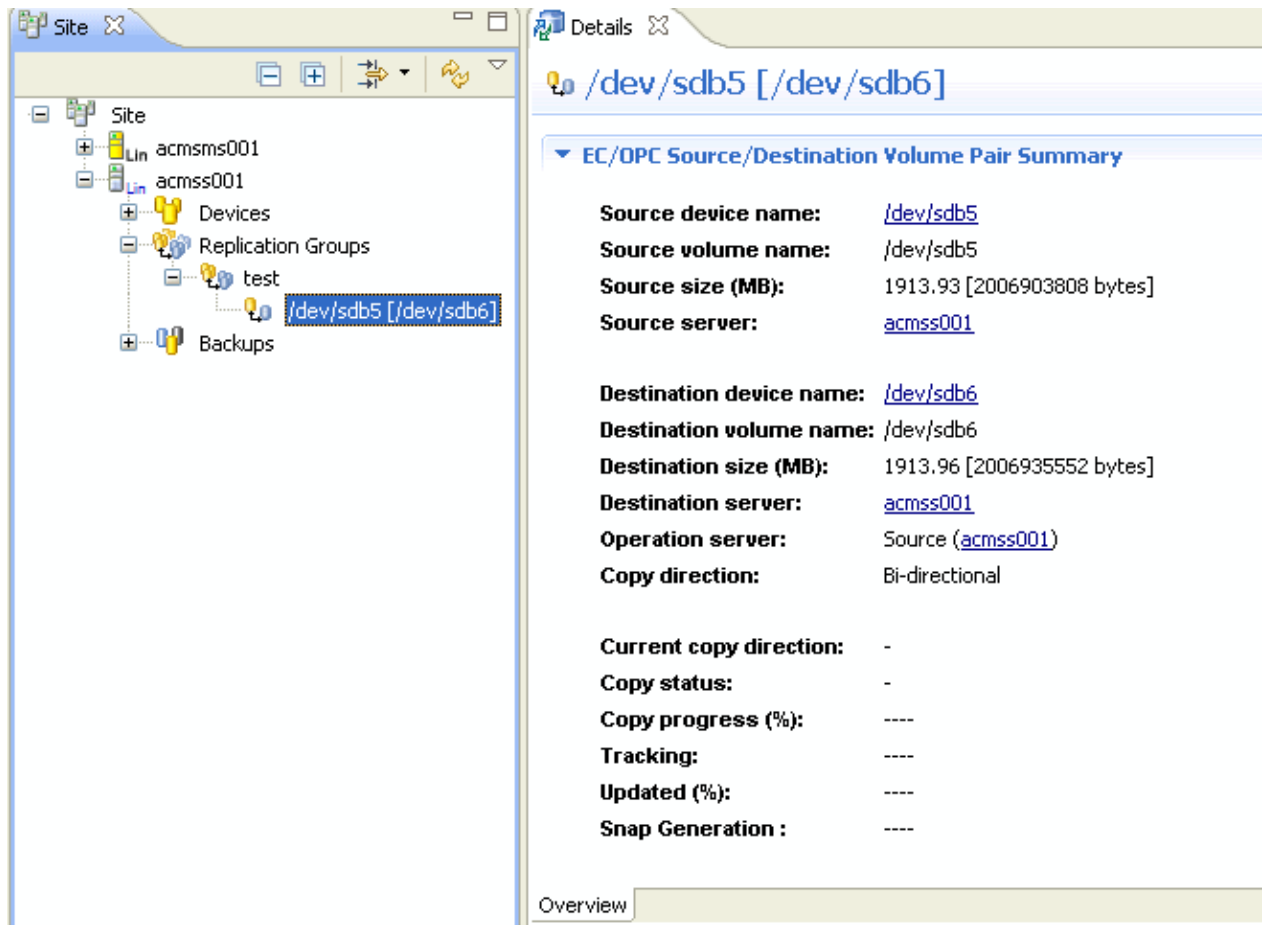 Site
Site
Lin acmsms001
Lin acmss001
Devices
Replication Groups
test
/dev/sdb5 [/dev/sdb6]
Backups
Details
/dev/sdb5 [/dev/sdb6]
EC/OPC Source/Destination Volume Pair Summary
Source device name: /dev/sdb5
Source volume name: /dev/sdb5
Source size (MB): 1913.93 [2006903808 bytes]
Source server: acmss001
Destination device name: /dev/sdb6
Destination volume name: /dev/sdb6
Destination size (MB): 1913.96 [2006935552 bytes]
Destination server: acmss001
Operation server: Source (acmss001)
Copy direction: Bi-directional
Current copy direction: -
Copy status: -
Copy progress (%): ----
Tracking: ----
Updated (%): ----
Snap Generation : ----
Overview